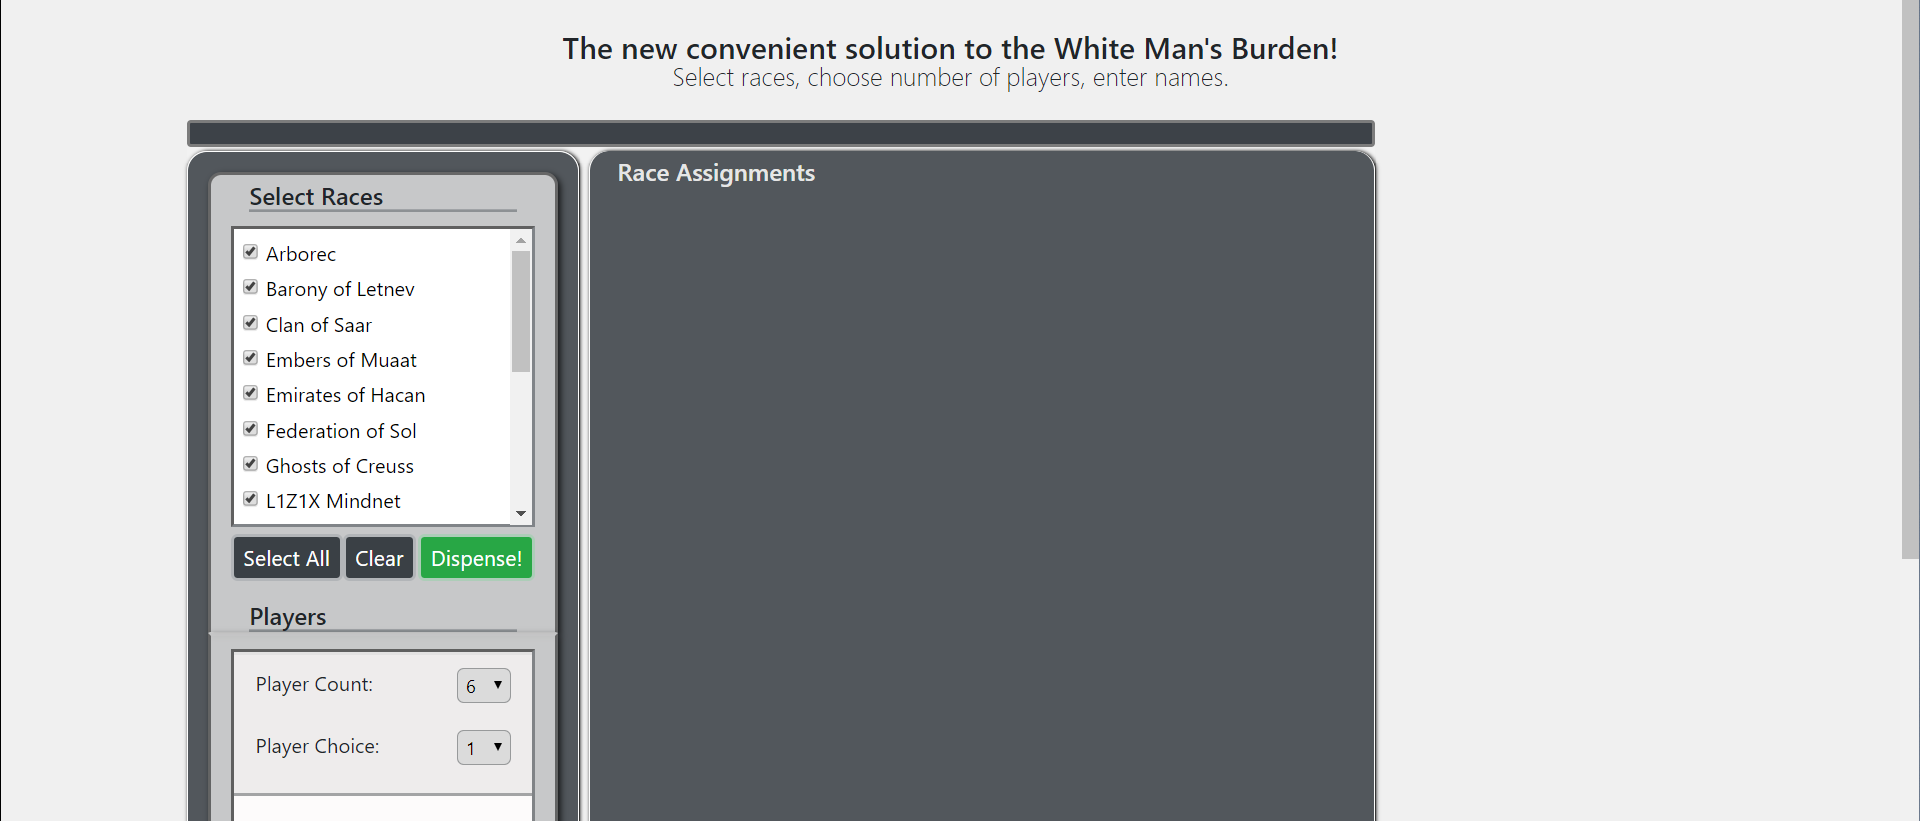 The new convenient solution to the White Man's Burden!
Select races, choose number of players, enter names.
Select Races
Arborec
Barony of Letnev
Clan of Saar
Embers of Muaat
Emirates of Hacan
Federation of Sol
Ghosts of Creuss
L1Z1X Mindnet
Select All Clear Dispense!
Players
Player Count: 6
Player Choice: 1
Race Assignments